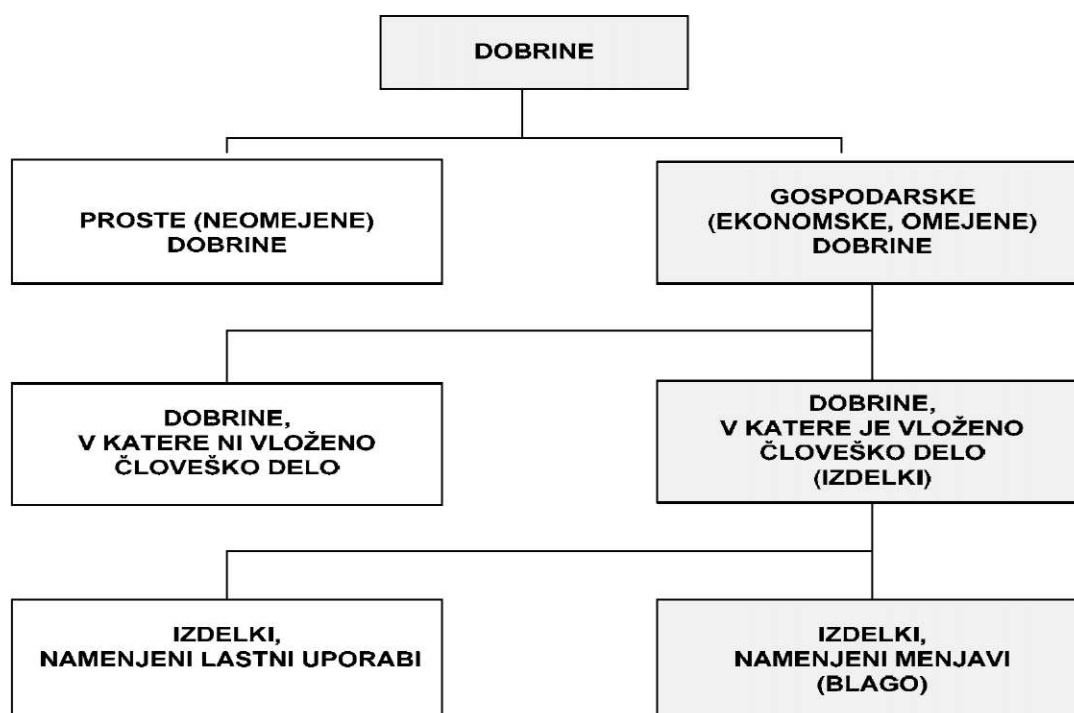 DOBRINE
PROSTE (NEOMEJENE)
DOBRINE
GOSPODARSKE
(EKONOMSKE, OMEJENE)
DOBRINE
DOBRINE,
V KATERE NI VLOŽENO
ČLOVEŠKO DELO
DOBRINE,
V KATERE JE VLOŽENO
ČLOVEŠKO DELO
(IZDELKI)
IZDELKI,
NAMENJENI LASTNI UPORABI
IZDELKI,
NAMENJENI MENJAVI
(BLAGO)